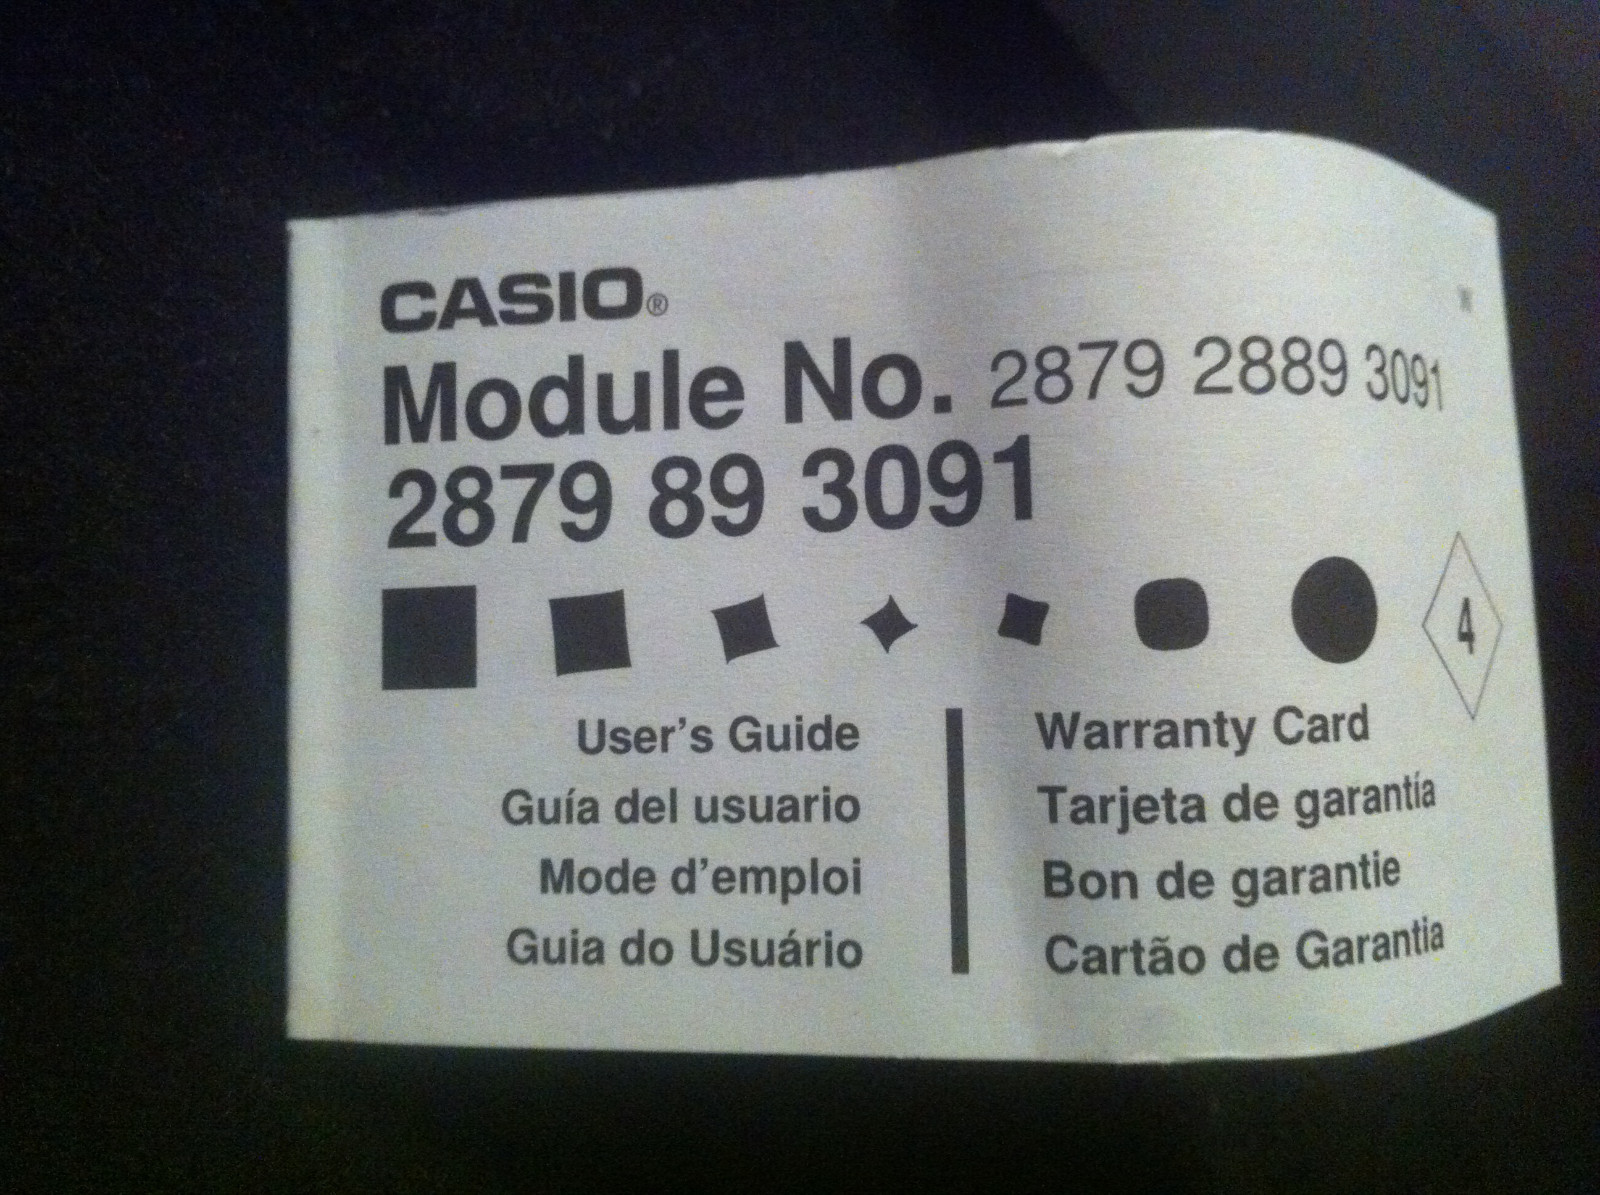 CASIO®
Module No. 2879 2889 3091
2879 89 3091
4
User's Guide
Guía del usuario
Mode d'emploi
Guia do Usuário
Warranty Card
Tarjeta de garantía
Bon de garantie
Cartão de Garantia